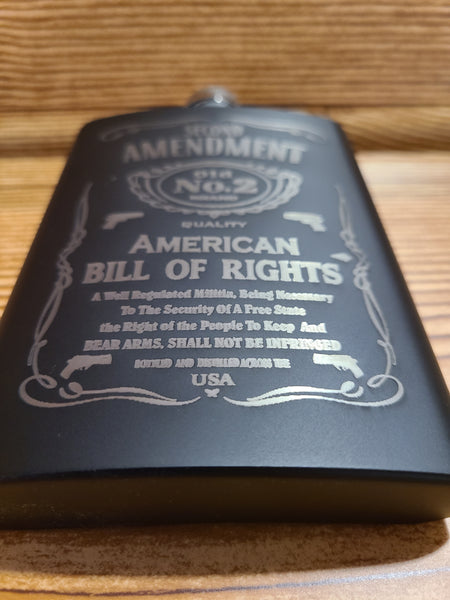 SECOND
AMENDMENT
OLD
No.2
BRAND
QUALITY
AMERICAN
BILL OF RIGHTS
A Well Regulated Militia, Being Necessary
To The Security Of A Free State
the Right of the People To Keep And
BEAR ARMS, SHALL NOT BE INFRINGED
BOTTLED AND DISTILLED ACROSS THE
USA